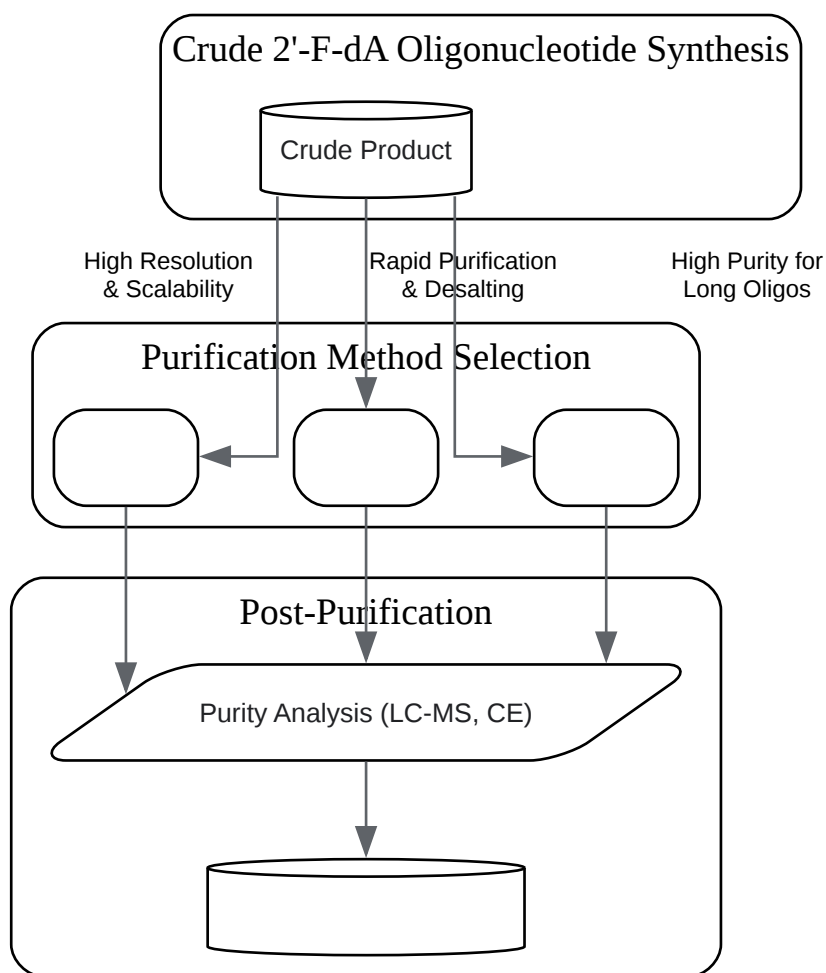 Crude 2'-F-dA Oligonucleotide Synthesis
Crude Product
High Resolution
& Scalability
Rapid Purification
& Desalting
High Purity for
Long Oligos
Purification Method Selection
Post-Purification
Purity Analysis (LC-MS, CE)